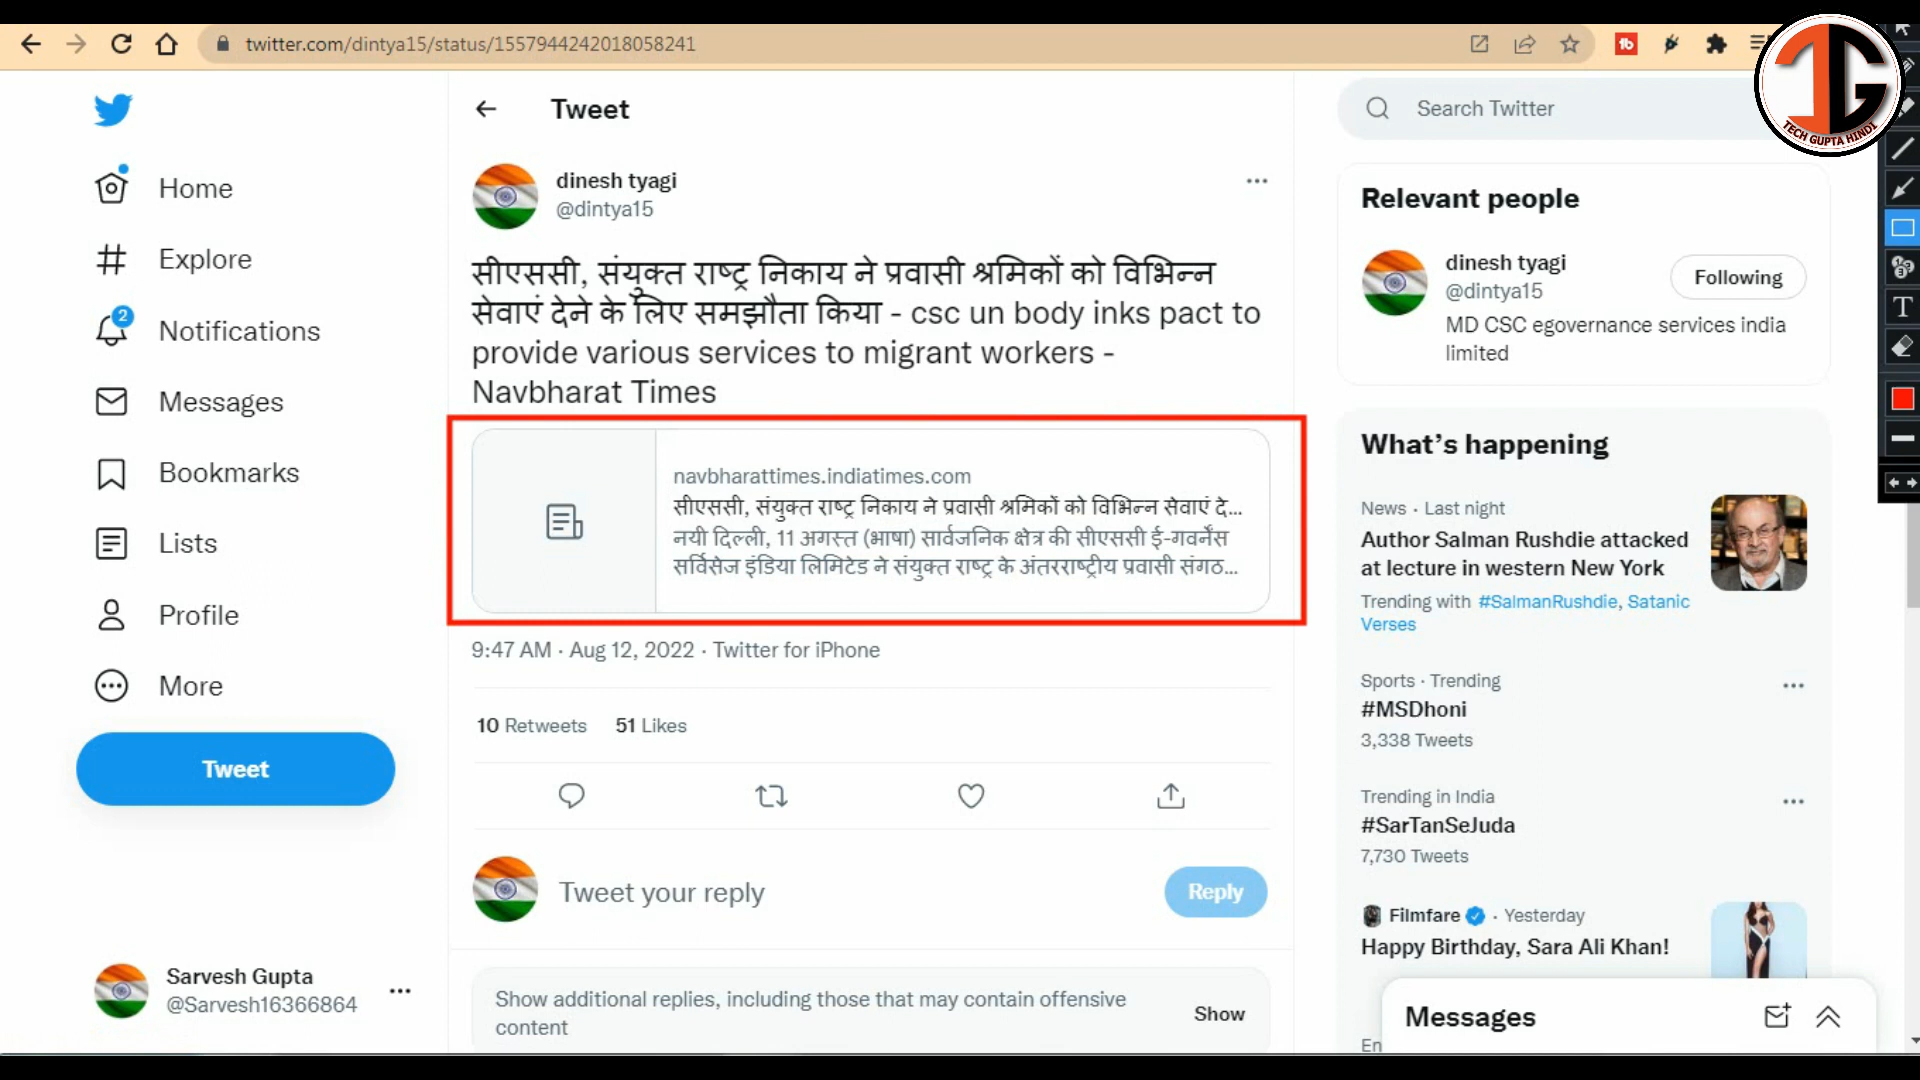 twitter.com/dintya15/status/1557944242018058241
TG
TECH GUPTA HINDI
Home
Explore
2
Notifications
Messages
Bookmarks
Lists
Profile
More
Tweet
Sarvesh Gupta
@Sarvesh16366864
Tweet
dinesh tyagi
@dintya15
सीएससी, संयुक्त राष्ट्र निकाय ने प्रवासी श्रमिकों को विभिन्न
सेवाएं देने के लिए समझौता किया - csc un body inks pact to
provide various services to migrant workers -
Navbharat Times
navbharattimes.indiatimes.com
सीएससी, संयुक्त राष्ट्र निकाय ने प्रवासी श्रमिकों को विभिन्न सेवाएं दे...
नयी दिल्ली, 11 अगस्त (भाषा) सार्वजनिक क्षेत्र की सीएससी ई-गवर्नेंस
सर्विसेज इंडिया लिमिटेड ने संयुक्त राष्ट्र के अंतरराष्ट्रीय प्रवासी संगठ...
9:47 AM · Aug 12, 2022 · Twitter for iPhone
10 Retweets 51 Likes
Tweet your reply
Reply
Show additional replies, including those that may contain offensive
content
Show
Search Twitter
Relevant people
dinesh tyagi
@dintya15
Following
MD CSC egovernance services india
limited
What's happening
News · Last night
Author Salman Rushdie attacked
at lecture in western New York
Trending with #SalmanRushdie, Satanic
Verses
Sports · Trending
#MSDhoni
3,338 Tweets
Trending in India
#SarTanSeJuda
7,730 Tweets
Filmfare · Yesterday
Happy Birthday, Sara Ali Khan!
Messages
En
T